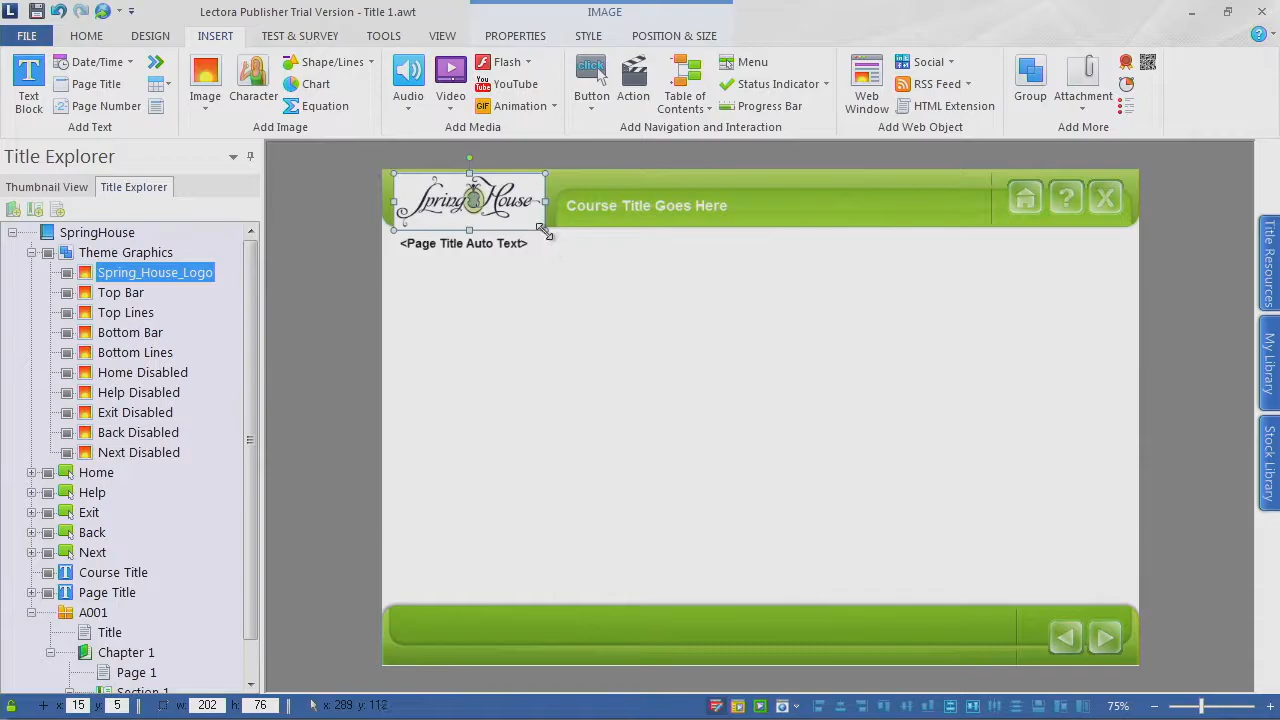 Lectora Publisher Trial Version - Title 1.awt
IMAGE
FILE HOME DESIGN INSERT TEST & SURVEY TOOLS VIEW PROPERTIES STYLE POSITION & SIZE
Text Block
Date/Time
Page Title
Page Number
Add Text
Image
Character
Shape/Lines
Chart
Equation
Add Image
Audio
Video
Flash
You Tube YouTube
GIF Animation
Add Media
click
Button
Action
Table of Contents
Menu
Status Indicator
Progress Bar
Add Navigation and Interaction
Web Window
Social
RSS Feed
HTML Extension
Add Web Object
Group
Attachment
Add More
Title Explorer
Thumbnail View Title Explorer
SpringHouse
Theme Graphics
Spring_House_Logo
Top Bar
Top Lines
Bottom Bar
Bottom Lines
Home Disabled
Help Disabled
Exit Disabled
Back Disabled
Next Disabled
Home
Help
Exit
Back
Next
Course Title
Page Title
A001
Title
Chapter 1
Page 1
Section 1
Spring House
Course Title Goes Here
? X
<Page Title Auto Text>
Title Resources
My Library
Stock Library
x: 15 y: 5 w: 202 h: 76 x: 289 y: 112 75%